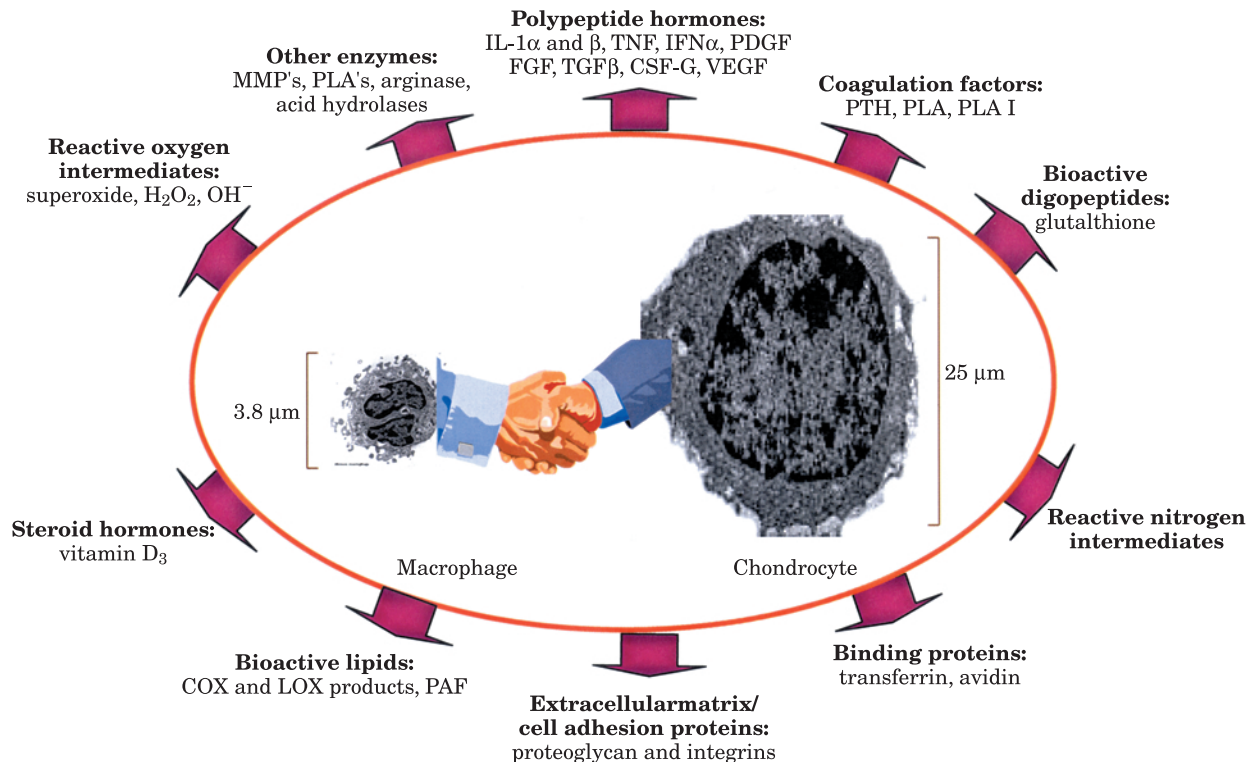 Polypeptide hormones:
IL-1α and β, TNF, IFNα, PDGF
FGF, TGFβ, CSF-G, VEGF
Other enzymes:
MMP's, PLA's, arginase,
acid hydrolases
Coagulation factors:
PTH, PLA, PLA I
Reactive oxygen
intermediates:
superoxide, H₂O₂, OH⁻
Bioactive
digopeptides:
glutalthione
3.8 μm
25 μm
Steroid hormones:
vitamin D₃
Reactive nitrogen
intermediates
Macrophage
Chondrocyte
Bioactive lipids:
COX and LOX products, PAF
Binding proteins:
transferrin, avidin
Extracellularmatrix/
cell adhesion proteins:
proteoglycan and integrins